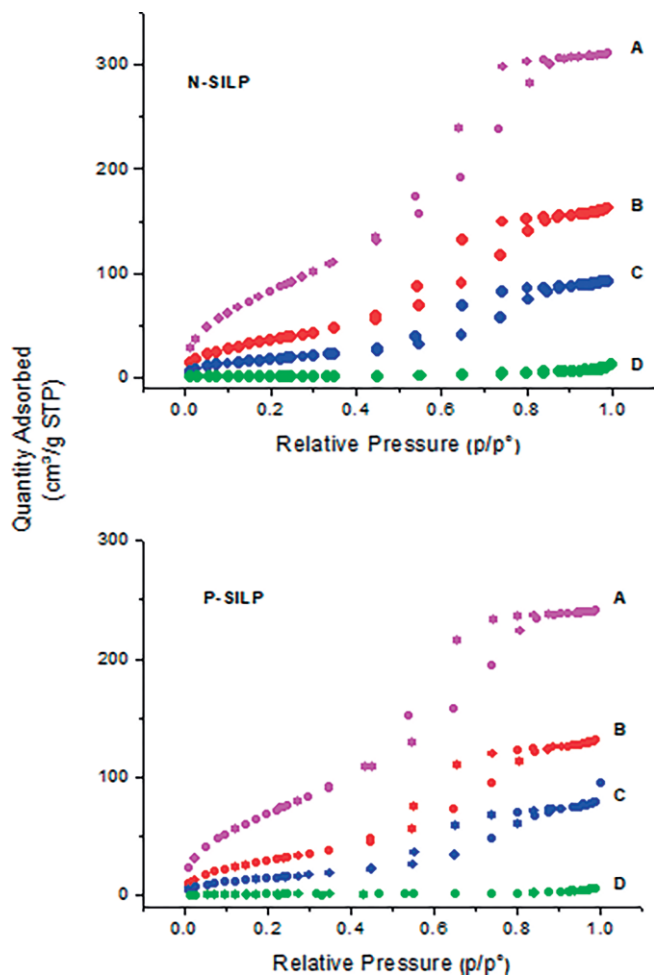 300
200
100
0
N-SILP
A
B
C
D
0.0 0.2 0.4 0.6 0.8 1.0
Relative Pressure (p/p°)
Quantity Adsorbed
(cm³/g STP)
300
200
100
0
P-SILP
A
B
C
D
0.0 0.2 0.4 0.6 0.8 1.0
Relative Pressure (p/p°)